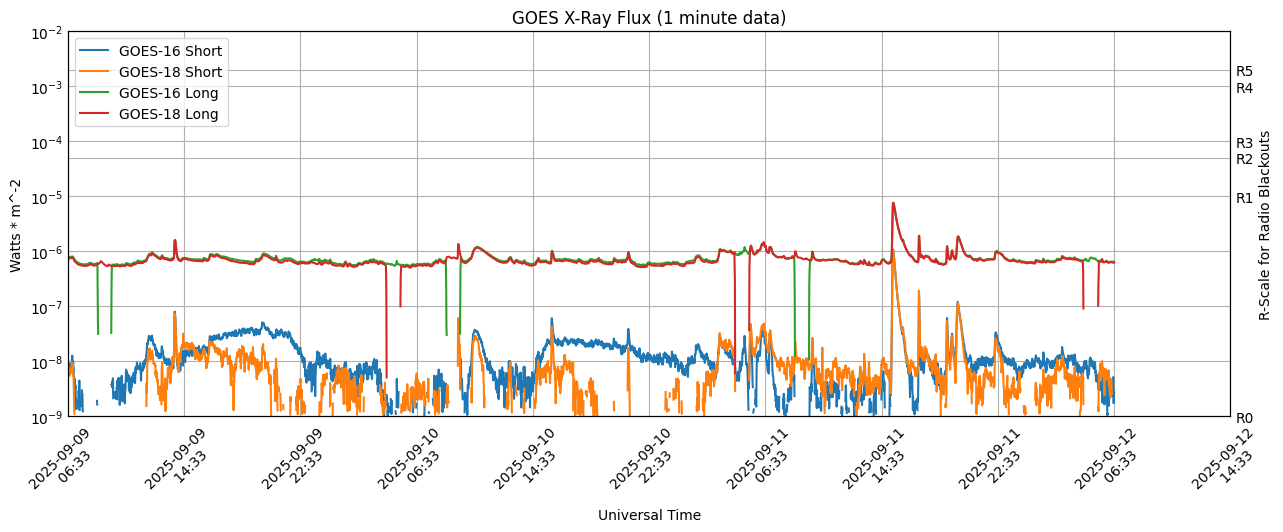 GOES X-Ray Flux (1 minute data)
GOES-16 Short
GOES-18 Short
GOES-16 Long
GOES-18 Long
Watts * m^-2
10⁻²
10⁻³
10⁻⁴
10⁻⁵
10⁻⁶
10⁻⁷
10⁻⁸
10⁻⁹
R5
R4
R3
R2
R1
R0
R-Scale for Radio Blackouts
2025-09-09
06:33
2025-09-09
14:33
2025-09-09
22:33
2025-09-10
06:33
2025-09-10
14:33
2025-09-10
22:33
2025-09-11
06:33
2025-09-11
14:33
2025-09-11
22:33
2025-09-12
06:33
2025-09-12
14:33
Universal Time